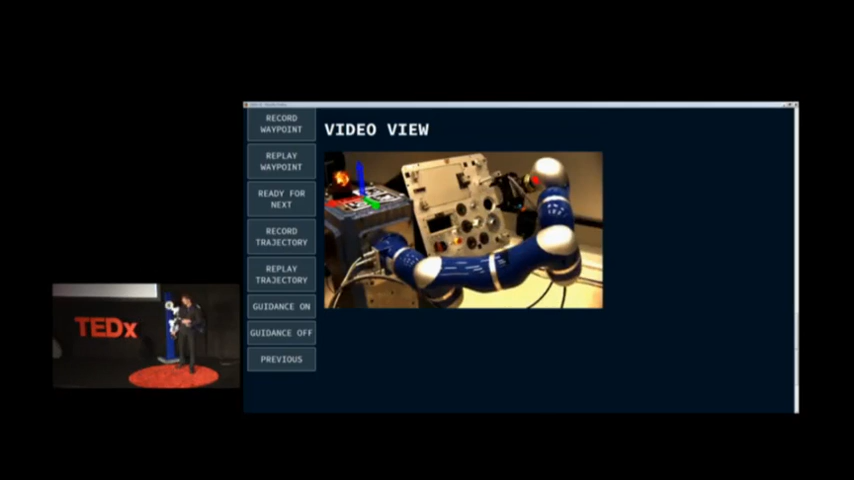 RECORD
WAYPOINT
REPLAY
WAYPOINT
READY FOR
NEXT
RECORD
TRAJECTORY
REPLAY
TRAJECTORY
GUIDANCE ON
GUIDANCE OFF
PREVIOUS
VIDEO VIEW
TEDx